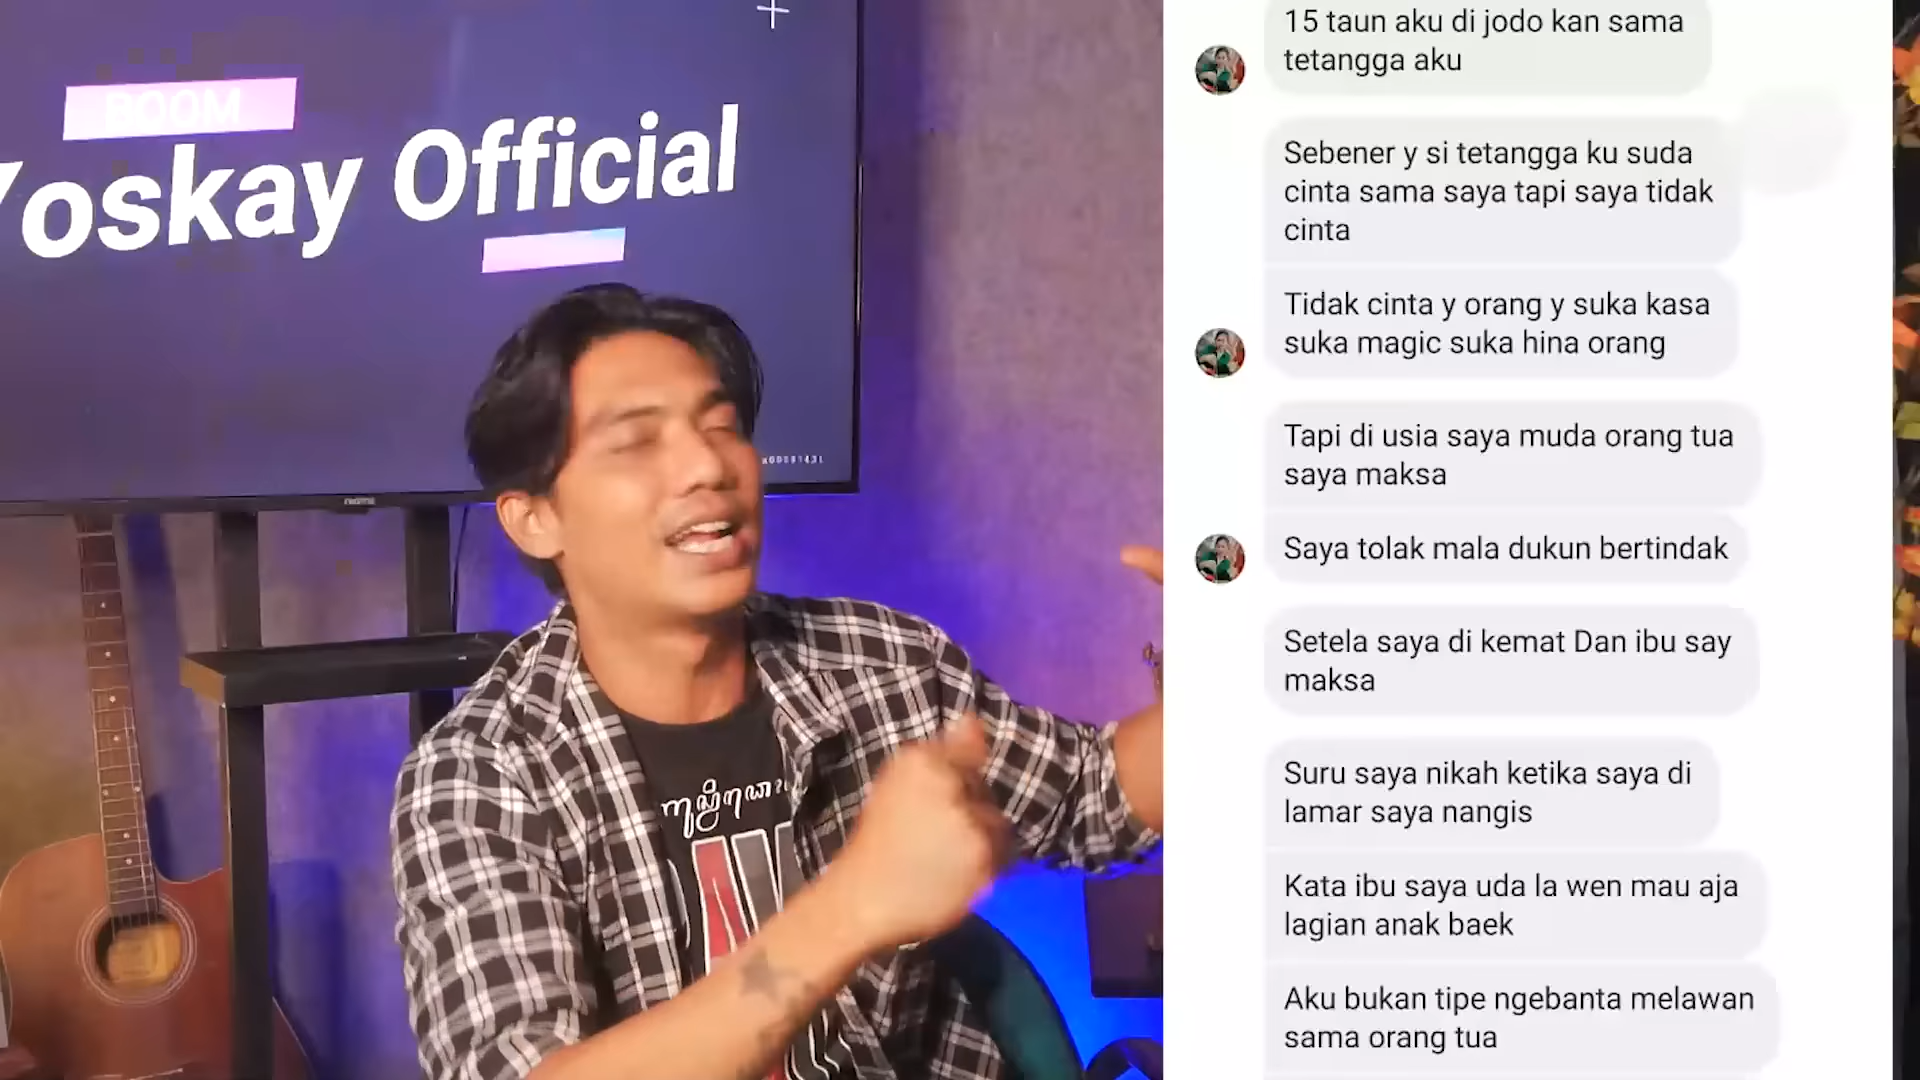 BOOM
Yoskay Official
realme
15 taun aku di jodo kan sama
tetangga aku
Sebener y si tetangga ku suda
cinta sama saya tapi saya tidak
cinta
Tidak cinta y orang y suka kasa
suka magic suka hina orang
Tapi di usia saya muda orang tua
saya maksa
Saya tolak mala dukun bertindak
Setela saya di kemat Dan ibu say
maksa
Suru saya nikah ketika saya di
lamar saya nangis
Kata ibu saya uda la wen mau aja
lagian anak baek
Aku bukan tipe ngebanta melawan
sama orang tua